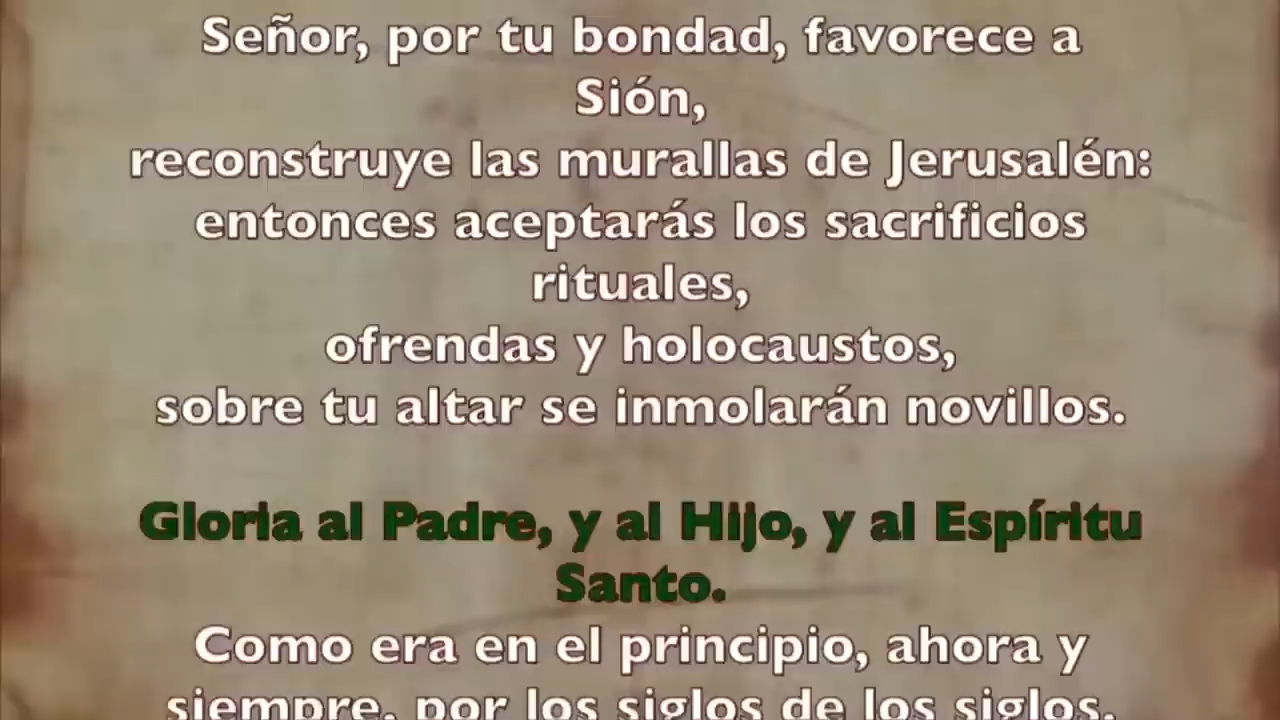 Señor, por tu bondad, favorece a
Sión,
reconstruye las murallas de Jerusalén:
entonces aceptarás los sacrificios
rituales,
ofrendas y holocaustos,
sobre tu altar se inmolarán novillos.
Gloria al Padre, y al Hijo, y al Espíritu
Santo.
Como era en el principio, ahora y
siempre, por los siglos de los siglos.